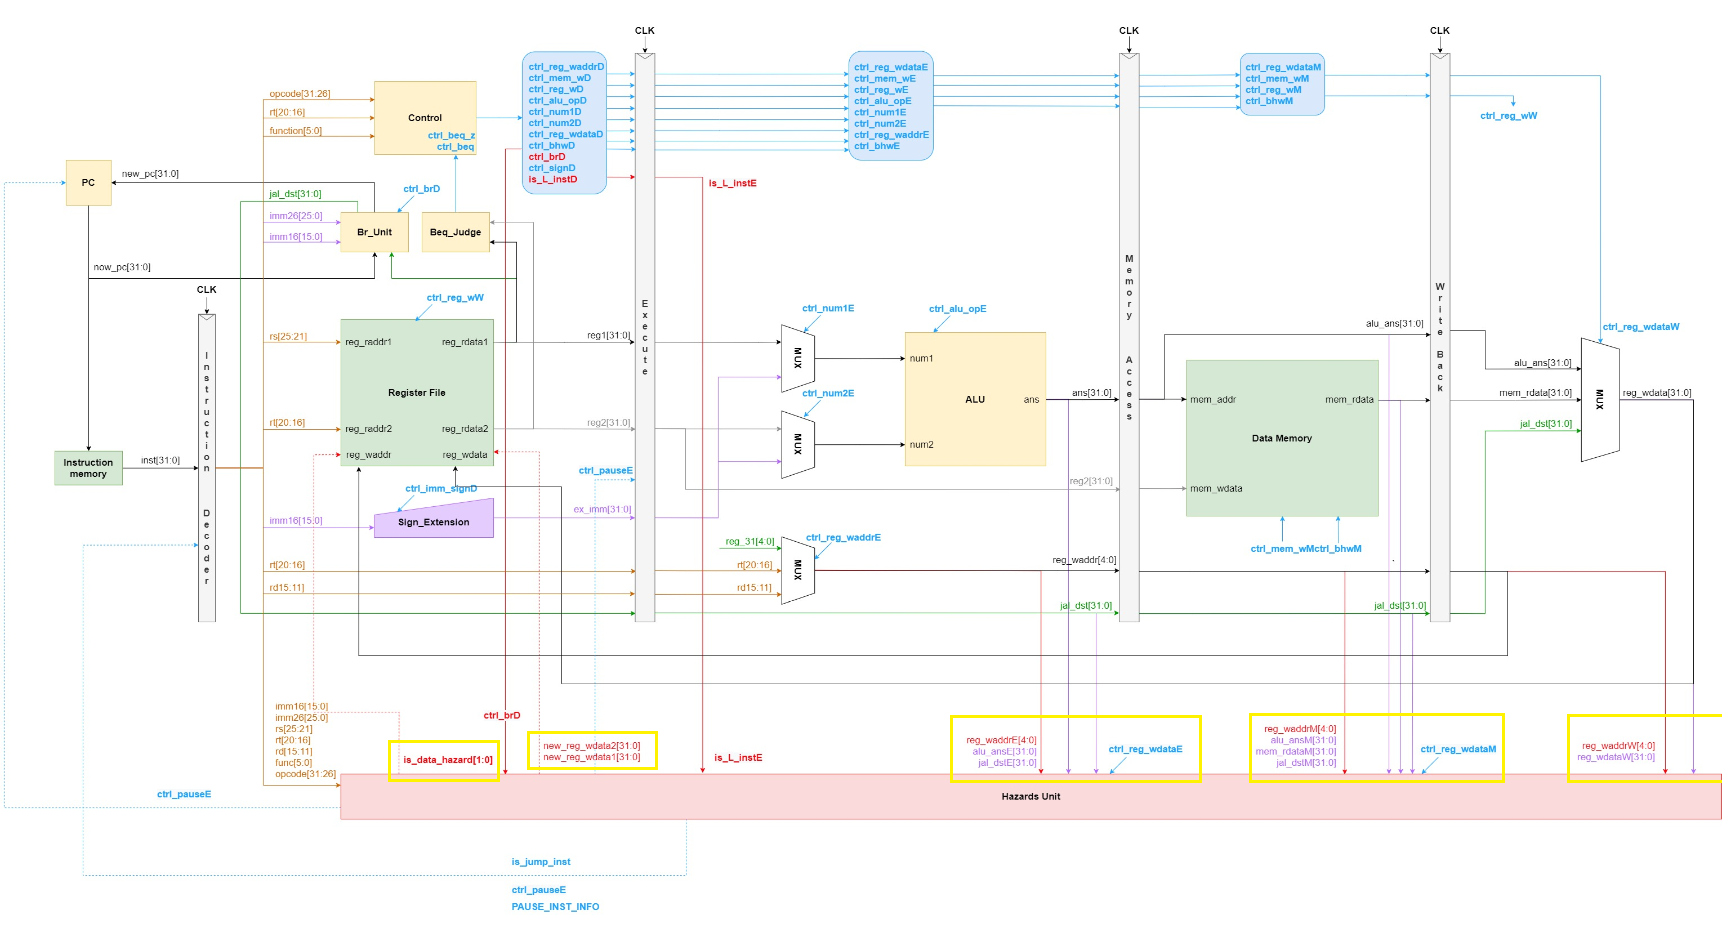 CLK
CLK
CLK
ctrl_reg_waddrD
ctrl_mem_wD
ctrl_reg_wD
ctrl_alu_opD
ctrl_num1D
ctrl_num2D
ctrl_reg_wdataD
ctrl_bhwD
ctrl_brD
ctrl_signD
is_L_instD
ctrl_reg_wdataE
ctrl_mem_wE
ctrl_reg_wE
ctrl_alu_opE
ctrl_num1E
ctrl_num2E
ctrl_reg_waddrE
ctrl_bhwE
ctrl_reg_wdataM
ctrl_mem_wM
ctrl_reg_wM
ctrl_bhwM
ctrl_reg_wW
opcode[31:26]
rt[20:16]
function[5:0]
Control
ctrl_beq_z
ctrl_beq
PC
new_pc[31:0]
jal_dst[31:0]
imm26[25:0]
imm16[15:0]
ctrl_brD
Br_Unit
Beq_Judge
is_L_instE
now_pc[31:0]
CLK
Instruction Decoder
Execute
Memory Access
Write Back
ctrl_reg_wW
rs[25:21]
reg_raddr1
reg_rdata1
reg1[31:0]
Register File
rt[20:16]
reg_raddr2
reg_rdata2
reg2[31:0]
reg_waddr
reg_wdata
Instruction
memory
inst[31:0]
ctrl_pauseE
ctrl_imm_signD
imm16[15:0]
Sign_Extension
ex_imm[31:0]
rt[20:16]
rd15:11]
ctrl_num1E
MUX
ctrl_num2E
MUX
ctrl_alu_opE
num1
ALU
ans
num2
ans[31:0]
reg2[31:0]
reg_31[4:0]
rt[20:16]
rd15:11]
MUX
ctrl_reg_waddrE
reg_waddr[4:0]
jal_dst[31:0]
alu_ans[31:0]
mem_addr
mem_rdata
Data Memory
mem_wdata
ctrl_mem_wMctrl_bhwM
jal_dst[31:0]
ctrl_reg_wdataW
alu_ans[31:0]
mem_rdata[31:0]
jal_dst[31:0]
MUX
reg_wdata[31:0]
imm16[15:0]
imm26[25:0]
rs[25:21]
rt[20:16]
rd[15:11]
func[5:0]
opcode[31:26]
is_data_hazard[1:0]
ctrl_brD
new_reg_wdata2[31:0]
new_reg_wdata1[31:0]
is_L_instE
reg_waddrE[4:0]
alu_ansE[31:0]
jal_dstE[31:0]
ctrl_reg_wdataE
reg_waddrM[4:0]
alu_ansM[31:0]
mem_rdataM[31:0]
jal_dstM[31:0]
ctrl_reg_wdataM
reg_waddrW[4:0]
reg_wdataW[31:0]
ctrl_pauseE
Hazards Unit
is_jump_inst
ctrl_pauseE
PAUSE_INST_INFO